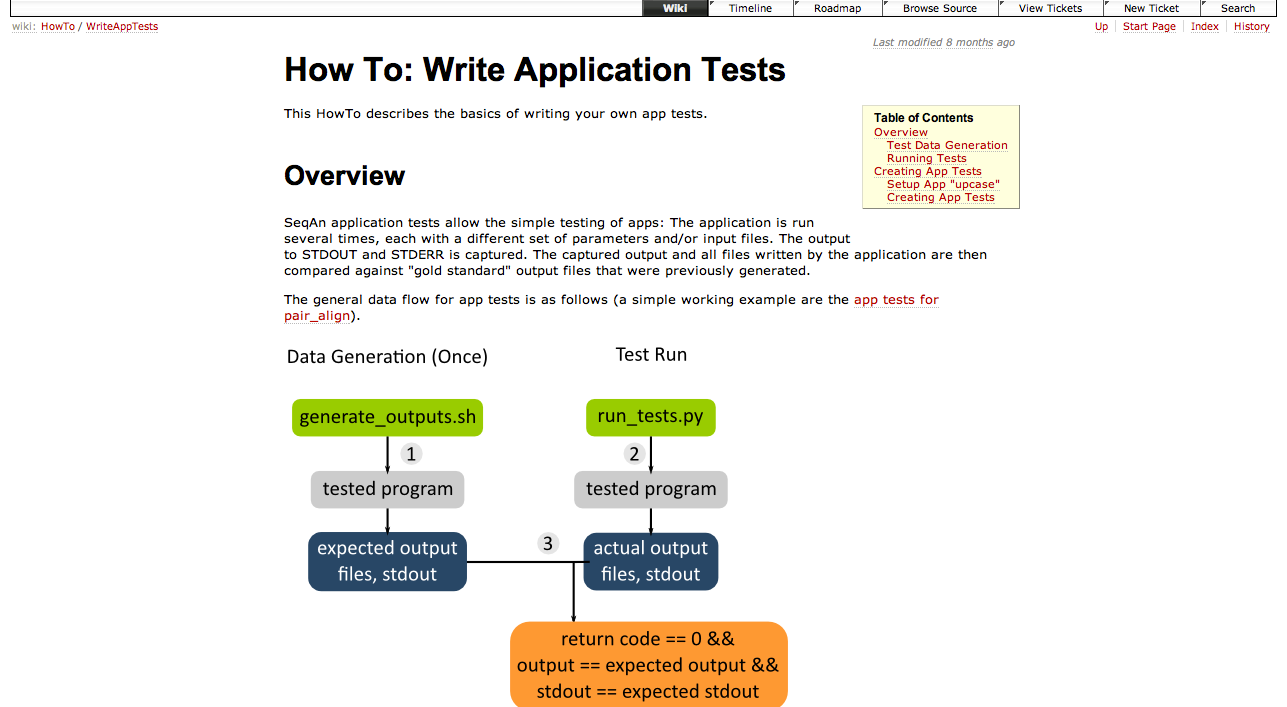 Wiki Timeline Roadmap Browse Source View Tickets New Ticket Search
wiki: HowTo / WriteAppTests Up Start Page Index History
Last modified 8 months ago
How To: Write Application Tests
This HowTo describes the basics of writing your own app tests.
Table of Contents
Overview
Test Data Generation
Running Tests
Creating App Tests
Setup App "upcase"
Creating App Tests
Overview
SeqAn application tests allow the simple testing of apps: The application is run
several times, each with a different set of parameters and/or input files. The output
to STDOUT and STDERR is captured. The captured output and all files written by the application are then
compared against "gold standard" output files that were previously generated.
The general data flow for app tests is as follows (a simple working example are the app tests for
pair_align).
Data Generation (Once) Test Run
generate_outputs.sh run_tests.py
1 2
tested program tested program
3
expected output actual output
files, stdout files, stdout
return code == 0 &&
output == expected output &&
stdout == expected stdout